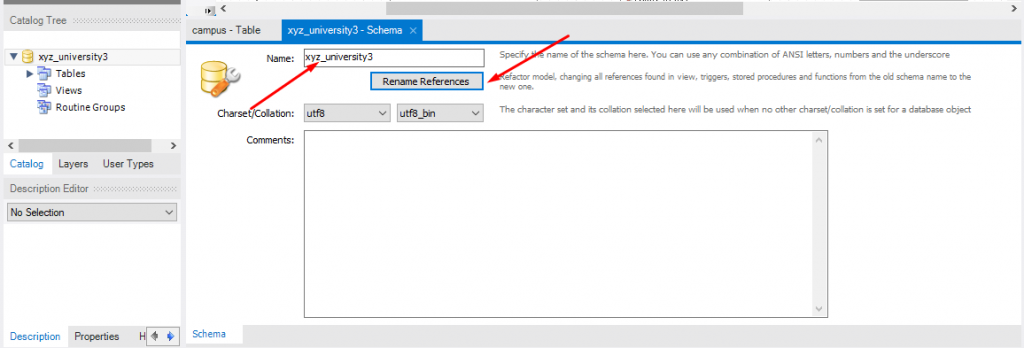 Catalog Tree
xyz_university3
Tables
Views
Routine Groups
Catalog Layers User Types
Description Editor
No Selection
Description Properties H
campus - Table xyz_university3 - Schema ×
Name: xyz_university3
Specify the name of the schema here. You can use any combination of ANSI letters, numbers and the underscore
Rename References
Refactor model, changing all references found in view, triggers, stored procedures and functions from the old schema name to the
new one.
Charset/Collation: utf8 utf8_bin
The character set and its collation selected here will be used when no other charset/collation is set for a database object
Comments:
Schema